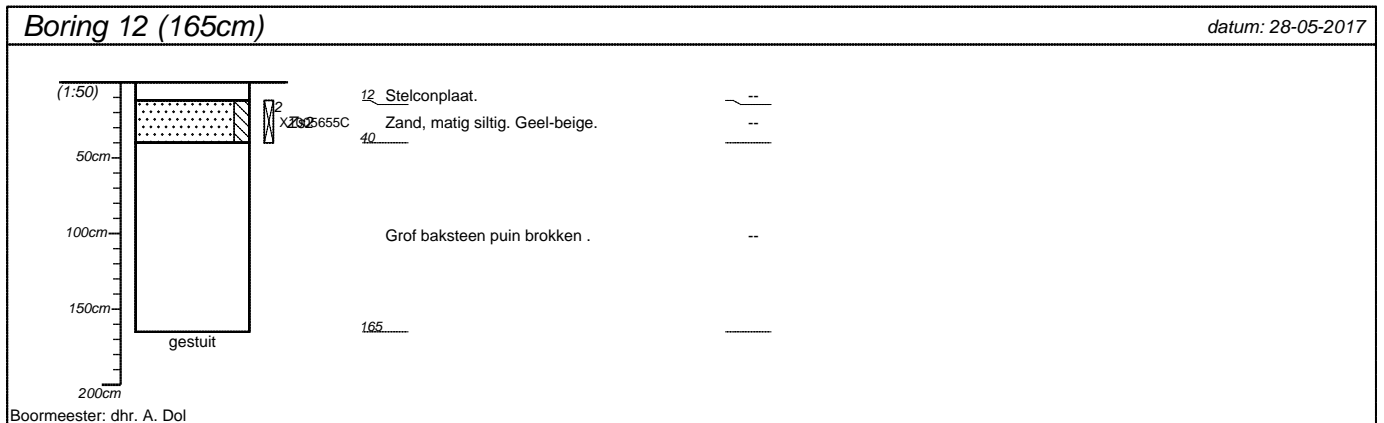 Boring 12 (165cm) datum: 28-05-2017
(1:50) 12 Stelconplaat. --
2
Zand, matig siltig. Geel-beige. --
40
50cm
100cm Grof baksteen puin brokken . --
150cm
165
gestuit
200cm
Boormeester: dhr. A. Dol